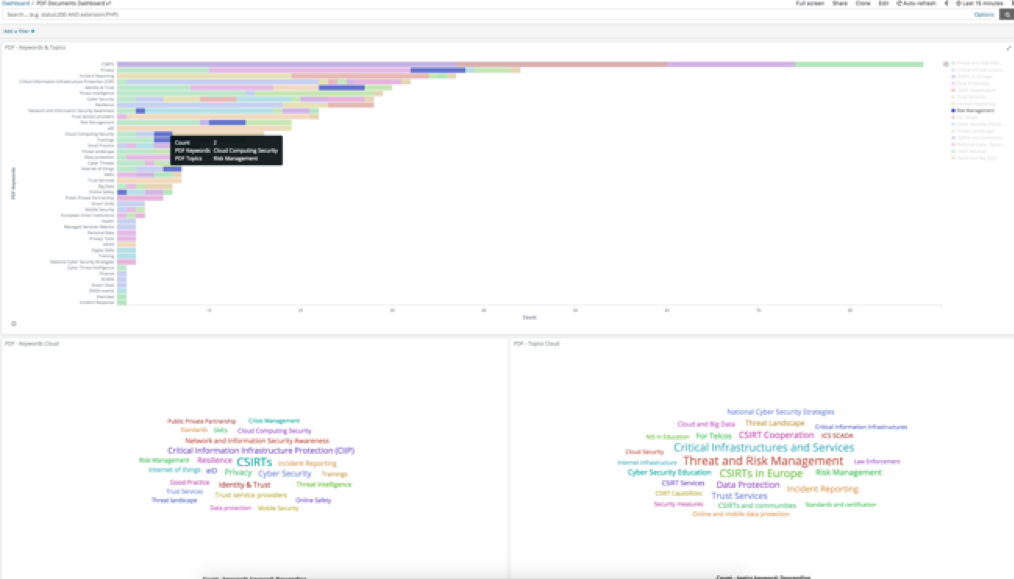 Dashboard / PDF Documents Dashboard v1
Full screen Share Clone Edit Auto-refresh Last 15 minutes
Search... (e.g. status:200 AND extension:PHP)
Options
Add a filter
PDF - Keywords & Topics
CSIRTs
Privacy
Incident Reporting
Critical Information Infrastructure Protection (CIIP)
Identity & Trust
Threat Intelligence
Cyber Security
Resilience
Network and Information Security Awareness
Trust service providers
Risk Management
eID
Cloud Computing Security
Trainings
Good Practice
Threat landscape
Data protection
Cyber Threats
Internet of things
SMEs
Trust Services
Big Data
Online Safety
Public Private Partnership
Smart Grids
Mobile Security
European Union Institutions
Health
Managed Services Metrics
Personal Data
Privacy Tools
Training
National Cyber Security Strategies
Cyber Threat Intelligence
Finance
SCADA
Exercises
Incident Response
PDF Keywords
Count 2
PDF Keywords Cloud Computing Security
PDF Topics Risk Management
Risk Management
10 20 30 40 50 60 70 80
Count
PDF - Keywords Cloud
Public Private Partnership Crisis Management
Standards SMEs Cloud Computing Security
Network and Information Security Awareness
Critical Information Infrastructure Protection (CIIP)
Risk Management Resilience CSIRTs Incident Reporting
Internet of things eID Privacy Cyber Security Trainings
Good Practice Identity & Trust Threat Intelligence
Trust Services Trust service providers
Threat landscape Online Safety
Data protection Mobile Security
PDF - Topics Cloud
National Cyber Security Strategies
Cloud and Big Data Threat Landscape Critical Information Infrastructures
NIS in Education For Telcos CSIRT Cooperation ICS SCADA
Cloud Security Critical Infrastructures and Services
Internet Infrastructure Threat and Risk Management Law Enforcement
Cyber Security Education CSIRTs in Europe Risk Management
CSIRT Services Data Protection Incident Reporting
CSIRT Capabilities Trust Services
Security measures CSIRTs and communities Standards and certification
Online and mobile data protection